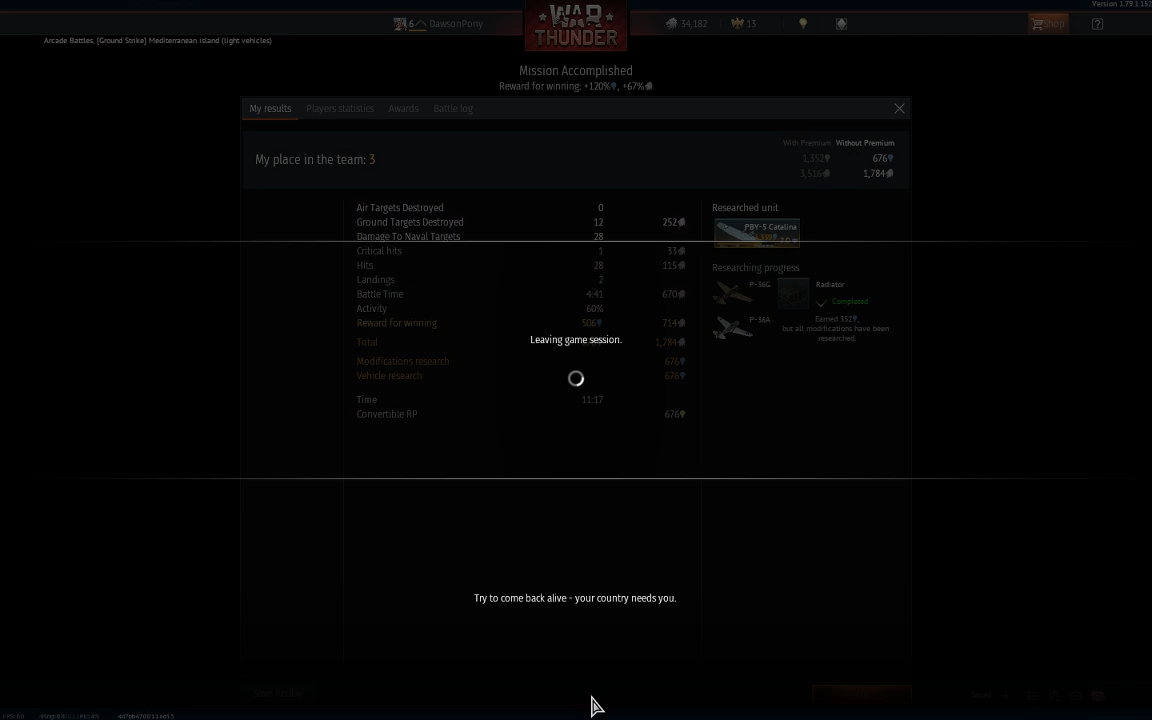 Version 1.79.1.152
6 DawsonPony
WAR THUNDER
34,182
13
Shop
?
Arcade Battles, [Ground Strike] Mediterranean island (light vehicles)
Mission Accomplished
Reward for winning: +120%, +67%
My results Players statistics Awards Battle log
My place in the team: 3
With Premium Without Premium
1,352 676
3,516 1,784
Air Targets Destroyed 0
Ground Targets Destroyed 12 252
Damage To Naval Targets 28
Critical hits 1 33
Hits 28 115
Landings 2
Battle Time 4:41 670
Activity 60%
Reward for winning 506 714
Total 1,784
Modifications research 676
Vehicle research 676
Time 11:17
Convertible RP 676
Researched unit
PBY-5 Catalina
Researching progress
P-36G Radiator
Completed
P-36A Earned 352,
but all modifications have been
researched.
Leaving game session.
Try to come back alive - your country needs you.